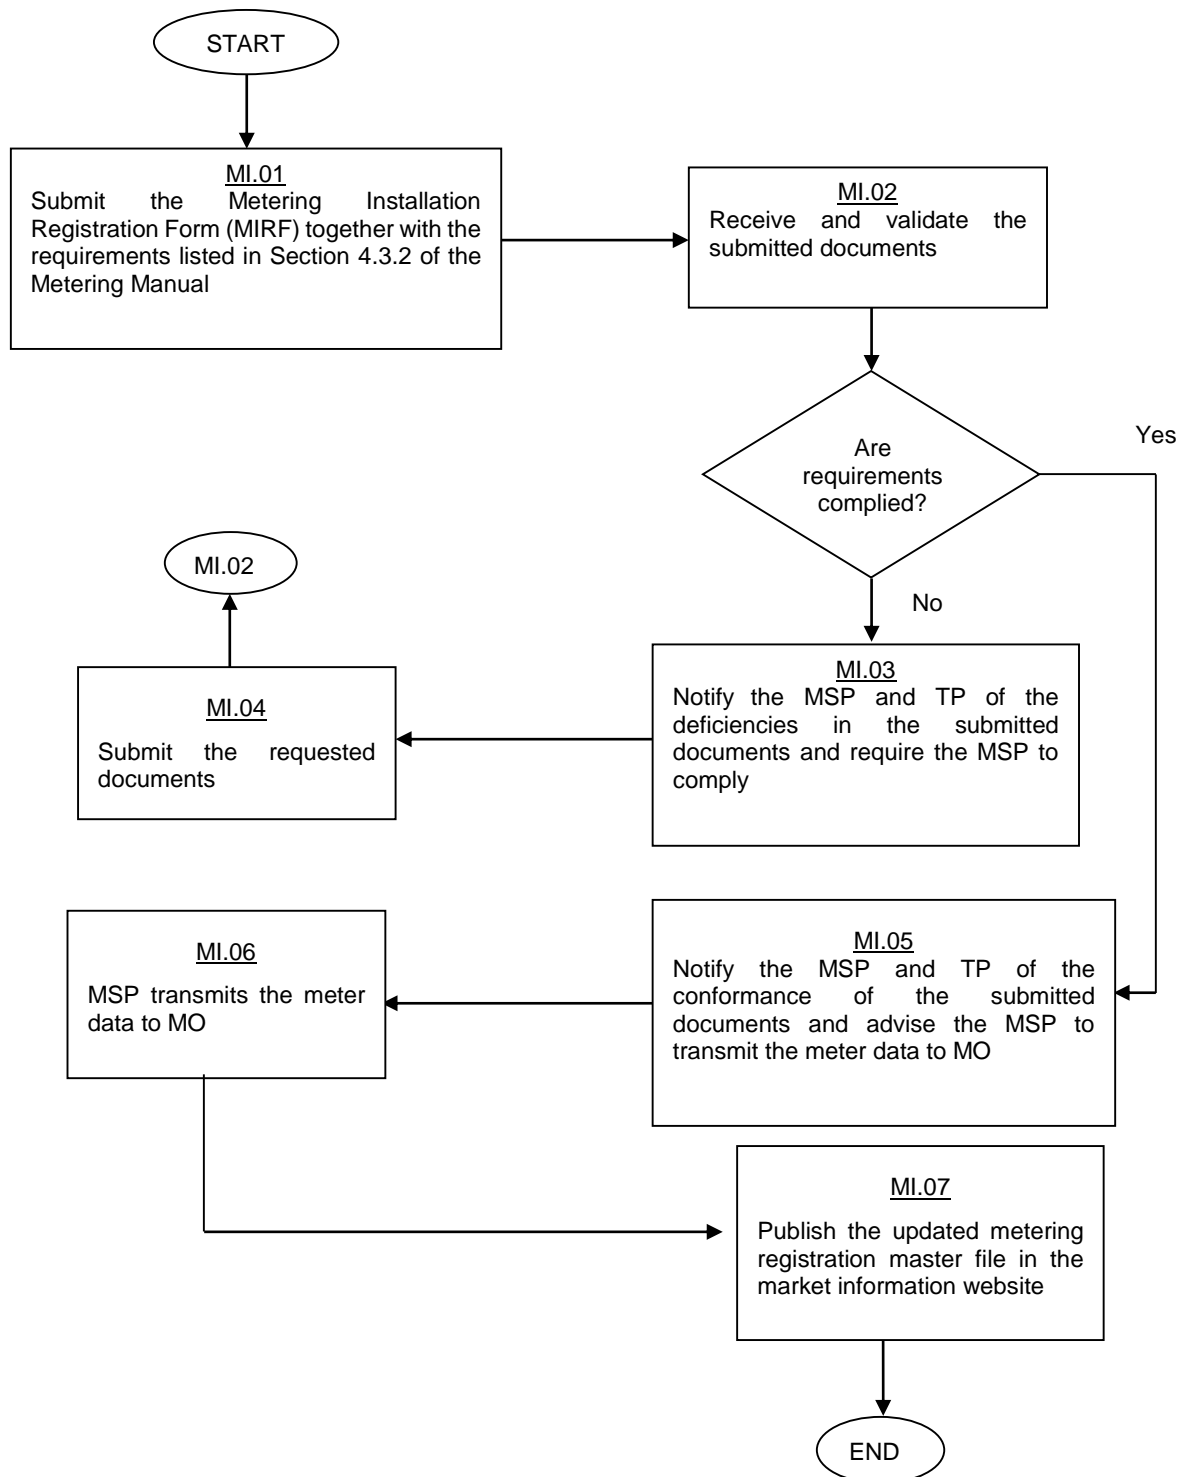 START
MI.01
Submit the Metering Installation
Registration Form (MIRF) together with the
requirements listed in Section 4.3.2 of the
Metering Manual
MI.02
Receive and validate the
submitted documents
Are
requirements
complied?
Yes
No
MI.02
MI.03
Notify the MSP and TP of the
deficiencies in the submitted
documents and require the MSP to
comply
MI.04
Submit the requested
documents
MI.05
Notify the MSP and TP of the
conformance of the submitted
documents and advise the MSP to
transmit the meter data to MO
MI.06
MSP transmits the meter
data to MO
MI.07
Publish the updated metering
registration master file in the
market information website
END